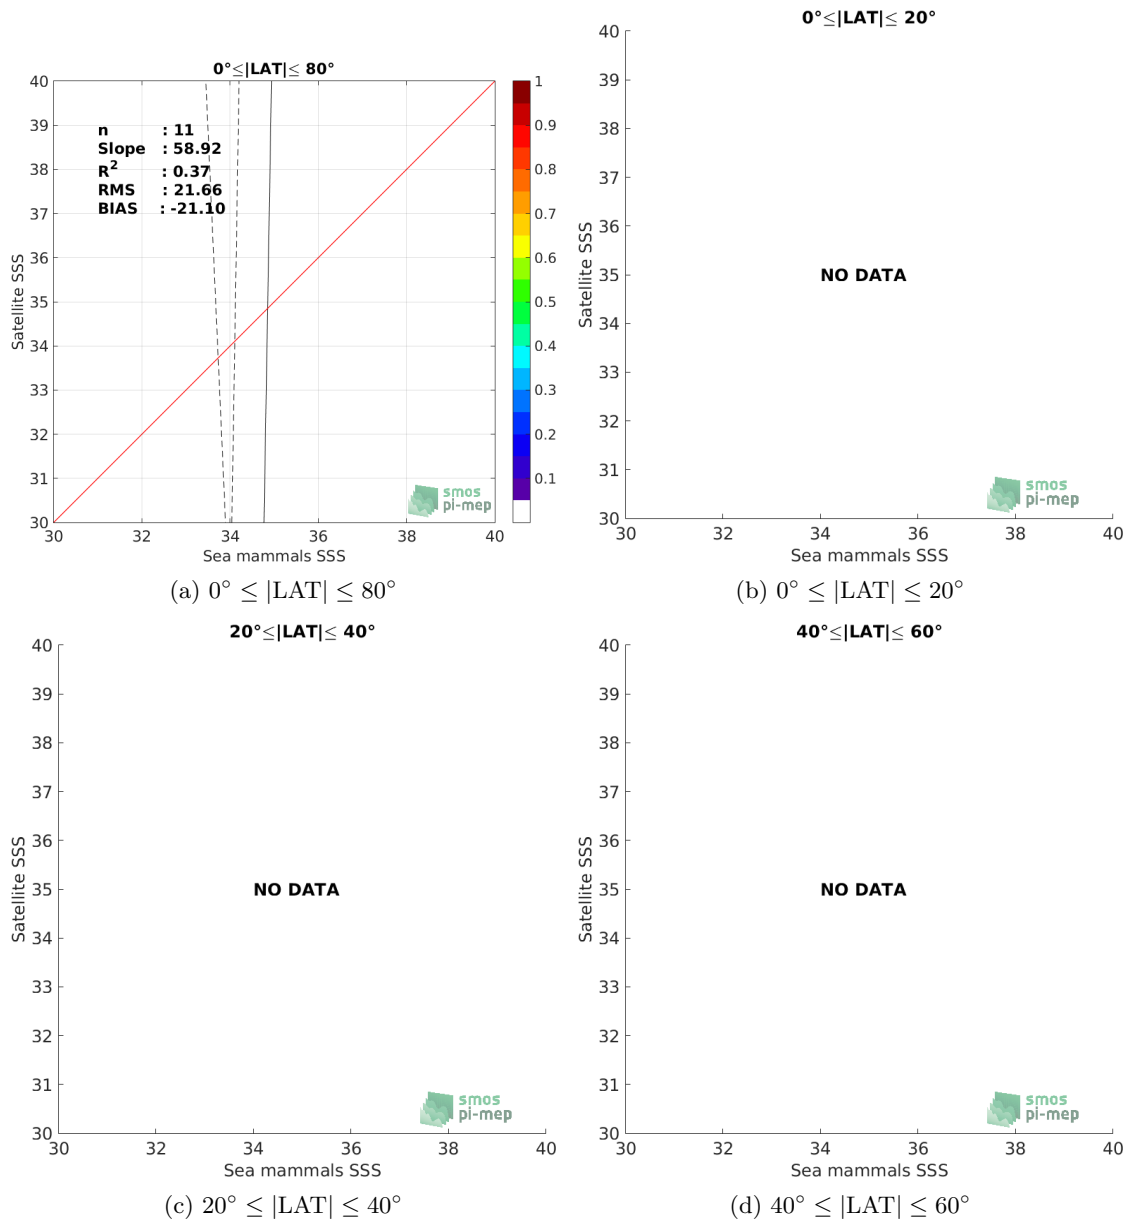 0°≤|LAT|≤ 80°
40
39
38
37
36
35
34
33
32
31
30
Satellite SSS
n : 11
Slope : 58.92
R² : 0.37
RMS : 21.66
BIAS : -21.10
1
0.9
0.8
0.7
0.6
0.5
0.4
0.3
0.2
0.1
smos
pi-mep
30 32 34 36 38 40
Sea mammals SSS
(a) 0° ≤ |LAT| ≤ 80°
0°≤|LAT|≤ 20°
40
39
38
37
36
35
34
33
32
31
30
Satellite SSS
NO DATA
smos
pi-mep
30 32 34 36 38 40
Sea mammals SSS
(b) 0° ≤ |LAT| ≤ 20°
20°≤|LAT|≤ 40°
40
39
38
37
36
35
34
33
32
31
30
Satellite SSS
NO DATA
smos
pi-mep
30 32 34 36 38 40
Sea mammals SSS
(c) 20° ≤ |LAT| ≤ 40°
40°≤|LAT|≤ 60°
40
39
38
37
36
35
34
33
32
31
30
Satellite SSS
NO DATA
smos
pi-mep
30 32 34 36 38 40
Sea mammals SSS
(d) 40° ≤ |LAT| ≤ 60°